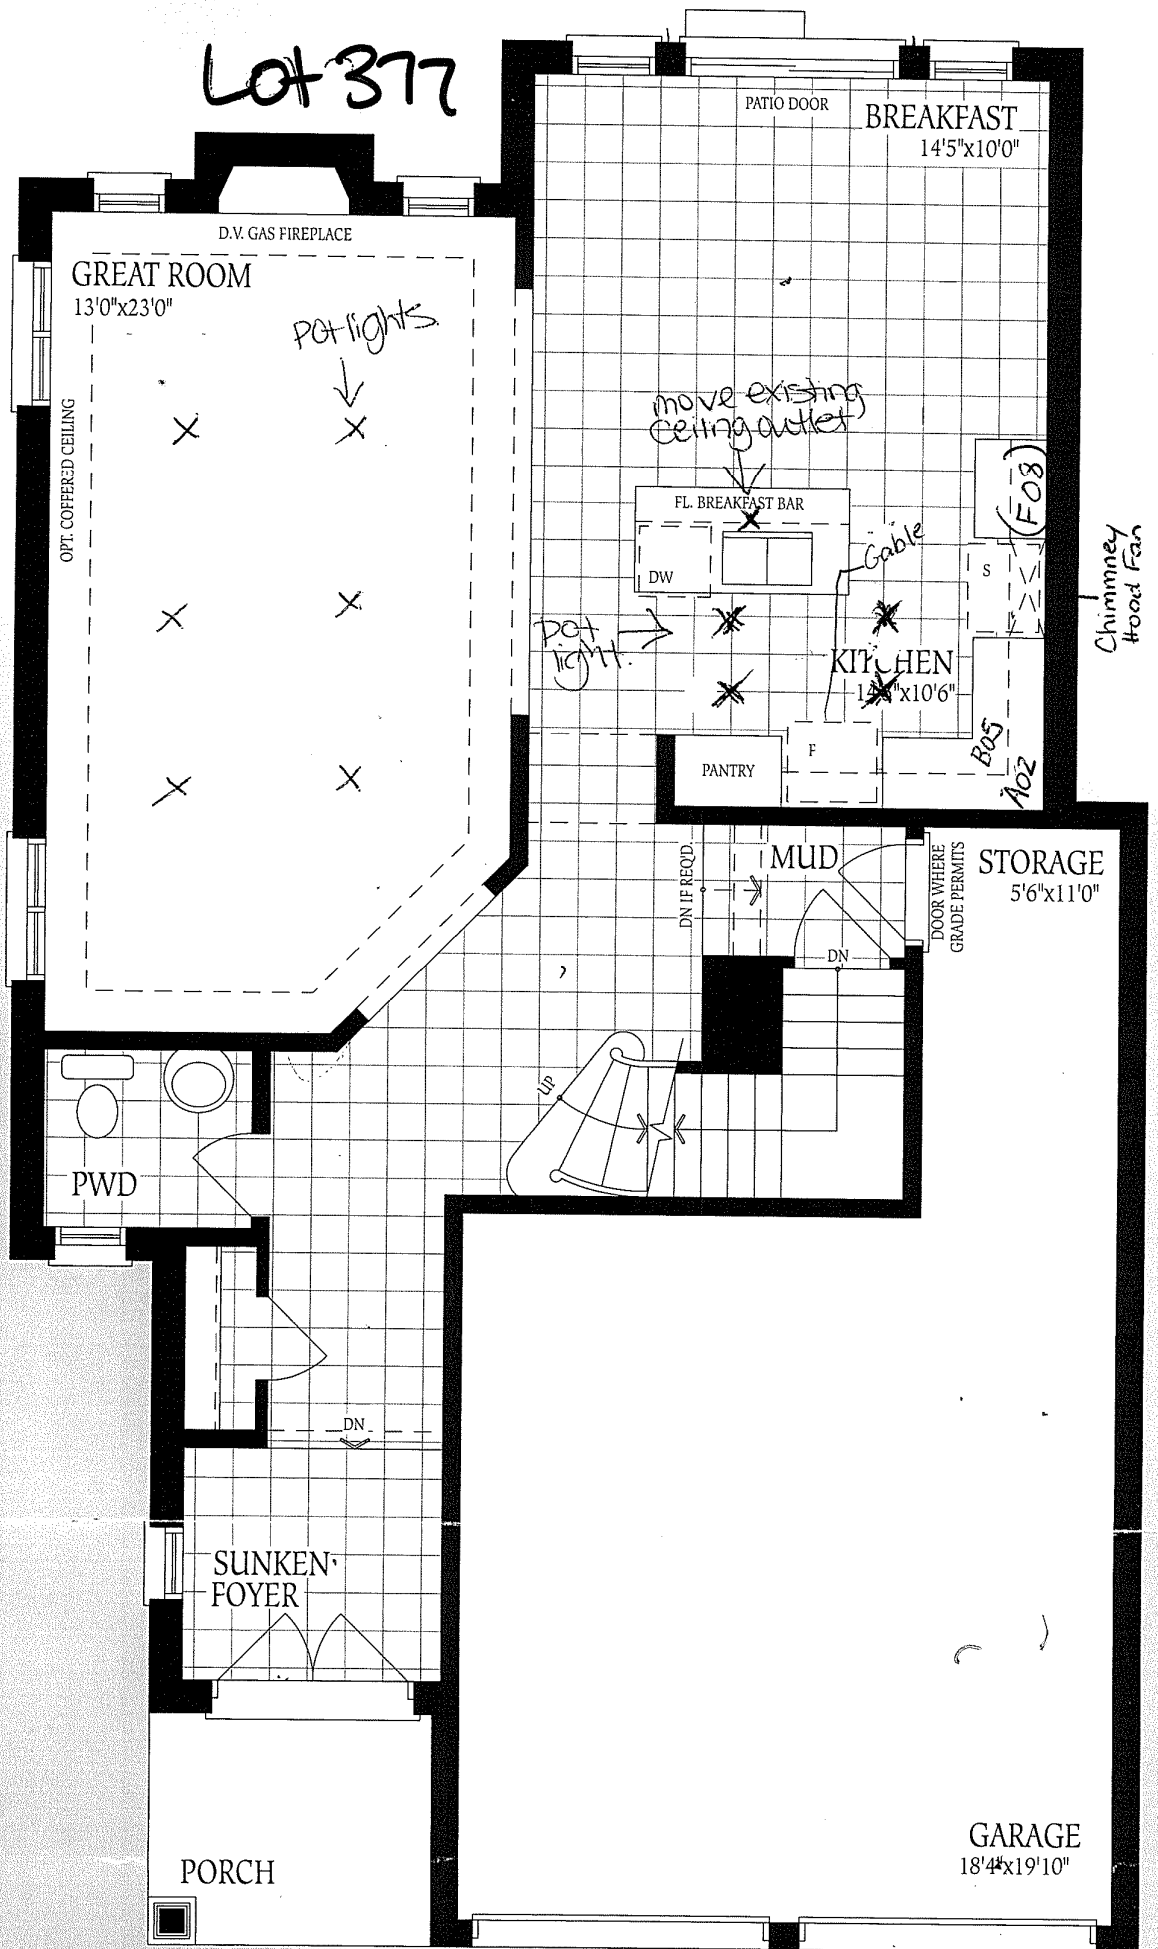 Lot 377
PATIO DOOR
BREAKFAST
14'5"x10'0"
D.V. GAS FIREPLACE
GREAT ROOM
13'0"x23'0"
Potlights
OPT. COFFERED CEILING
move existing
ceiling outlet
FL. BREAKFAST BAR
DW
Gable
(F08)
S
Chimmney
Hood Fan
Pot
light.
KITCHEN
x10'6"
B05
A02
PANTRY
F
MUD
DN IF REQ'D.
DOOR WHERE
GRADE PERMITS
STORAGE
5'6"x11'0"
DN
UP
PWD
DN
SUNKEN
FOYER
PORCH
GARAGE
18'4"x19'10"